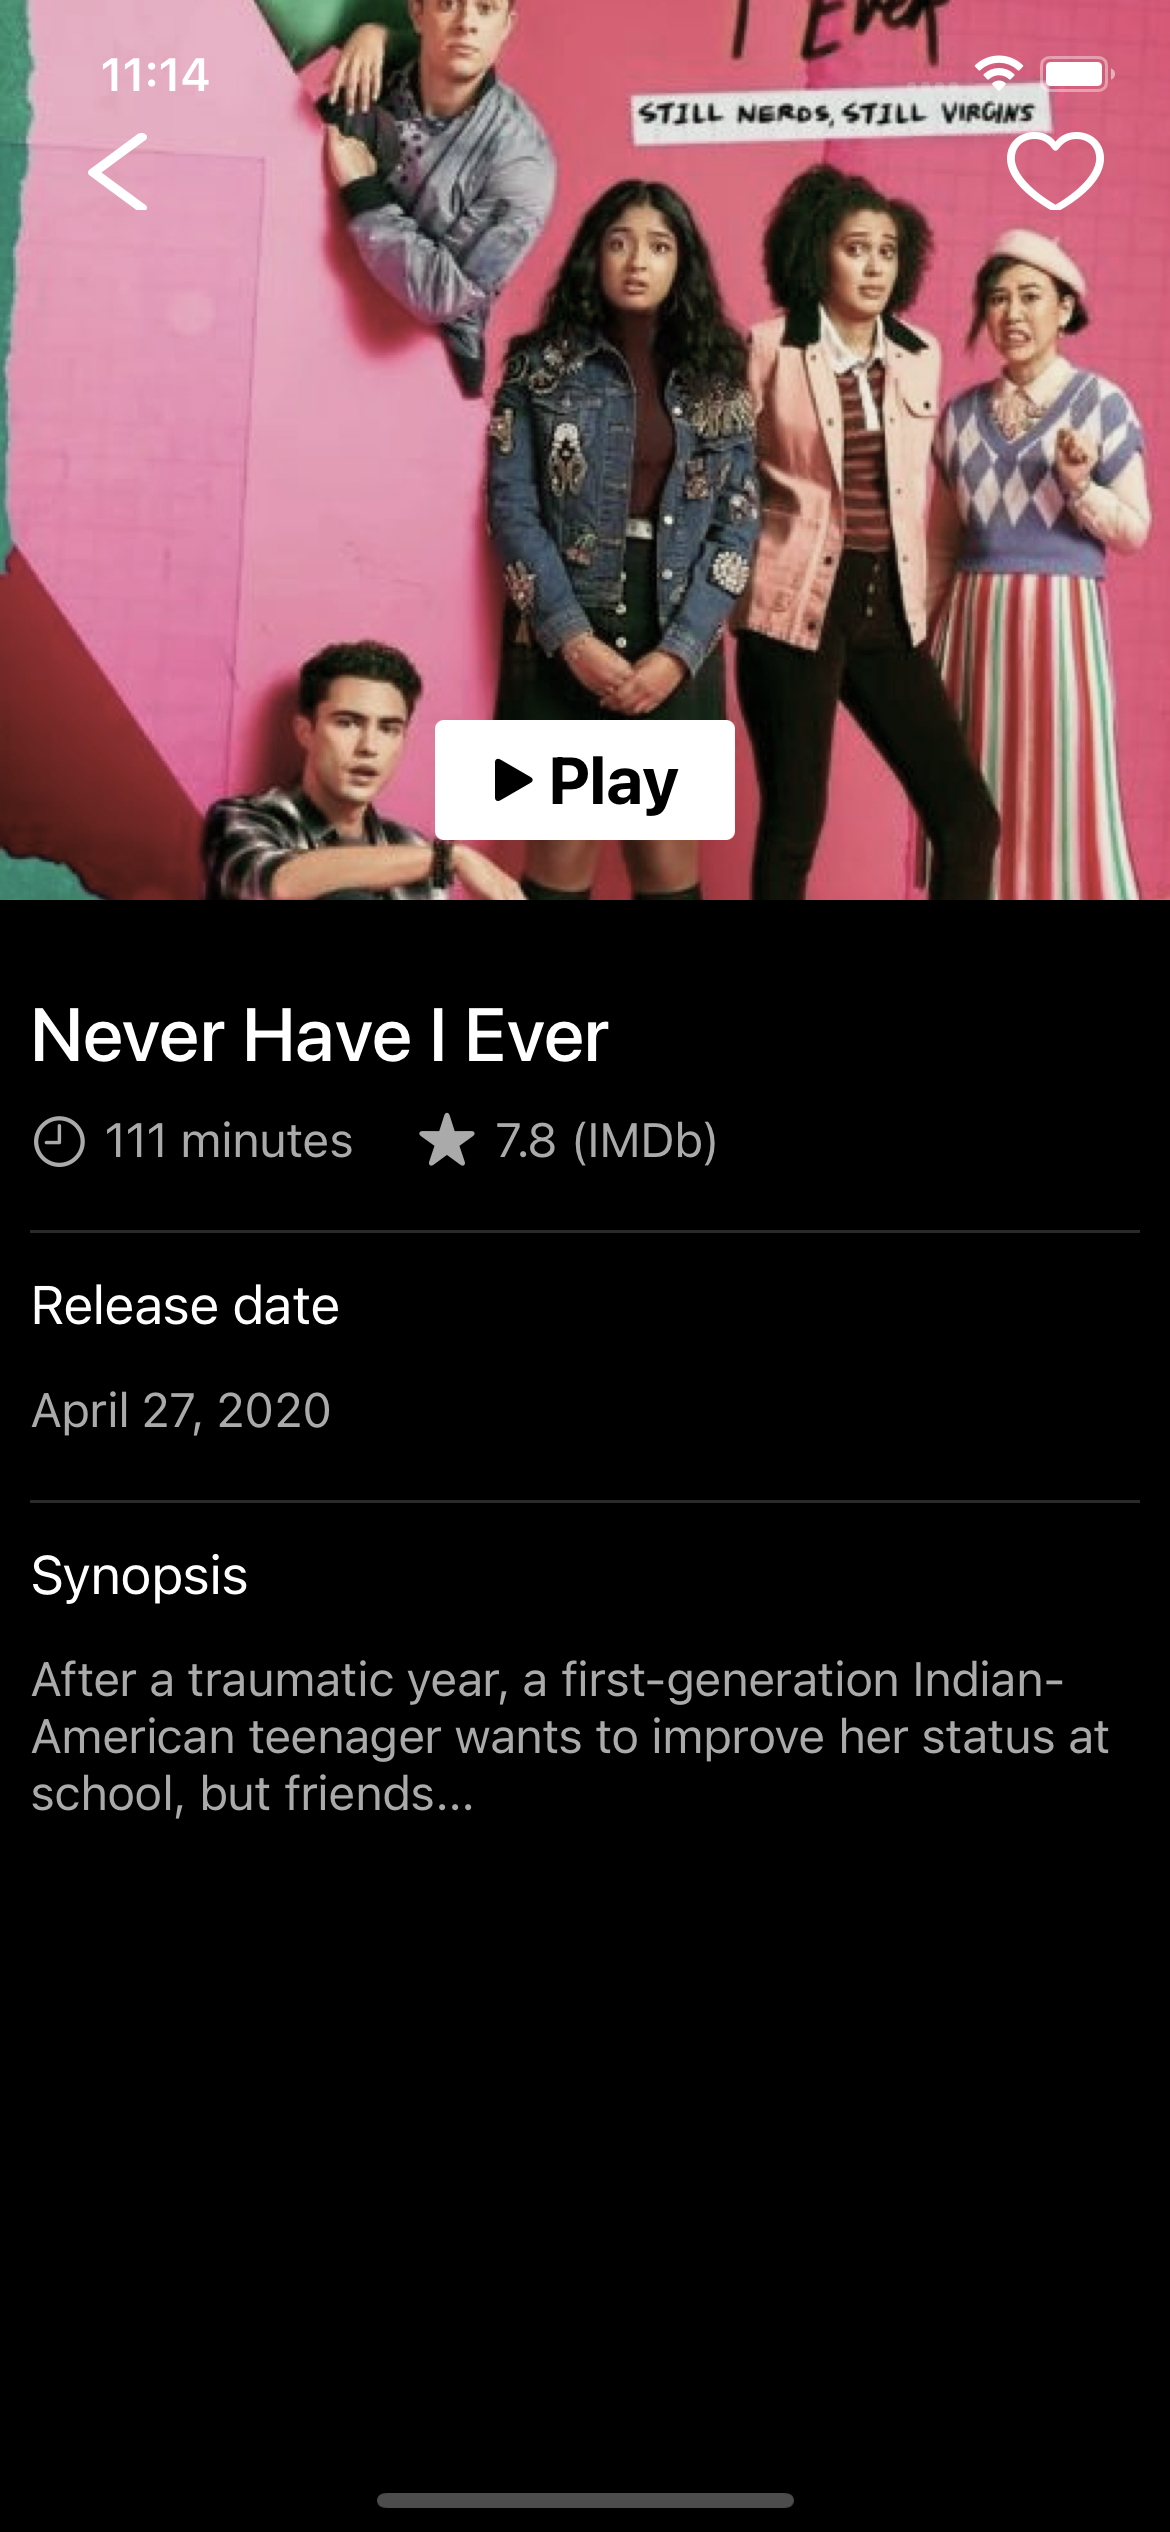 I Ever
11:14
STILL NERDS, STILL VIRGINS
Play
Never Have I Ever
111 minutes 7.8 (IMDb)
Release date
April 27, 2020
Synopsis
After a traumatic year, a first-generation Indian-
American teenager wants to improve her status at
school, but friends...